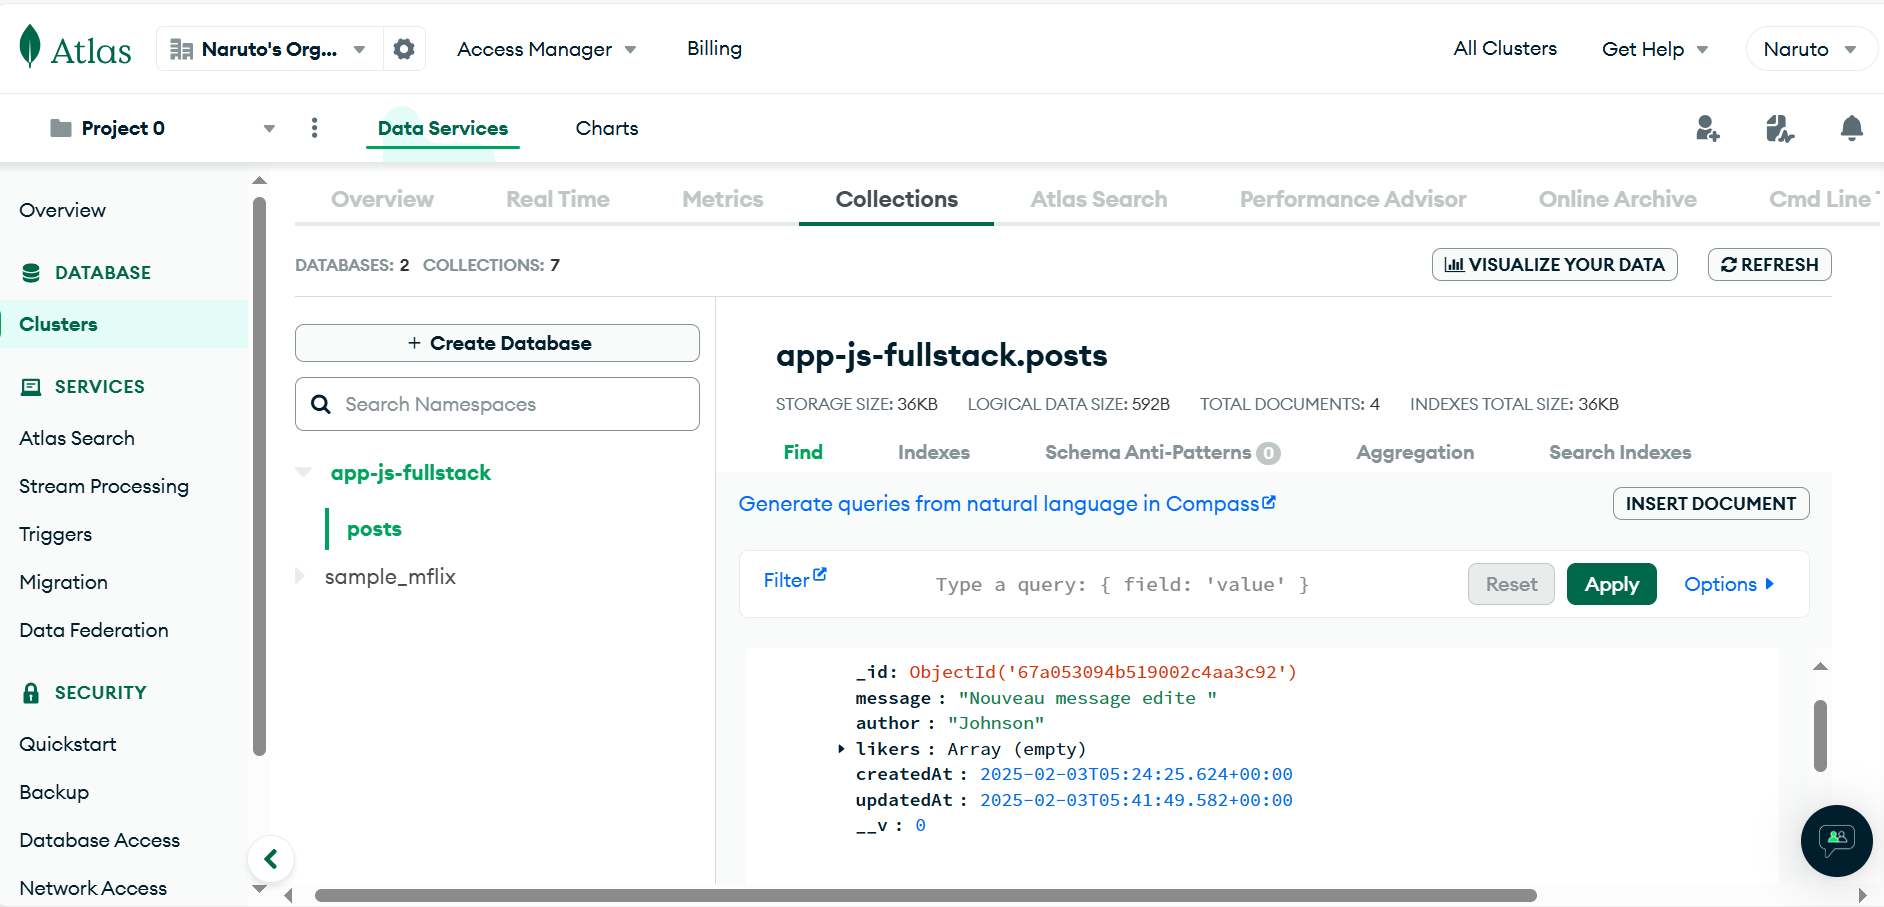 Atlas
Naruto's Org...
Access Manager
Billing
All Clusters
Get Help
Naruto
Project 0
Data Services
Charts
Overview
DATABASE
Clusters
SERVICES
Atlas Search
Stream Processing
Triggers
Migration
Data Federation
SECURITY
Quickstart
Backup
Database Access
Network Access
Overview
Real Time
Metrics
Collections
Atlas Search
Performance Advisor
Online Archive
Cmd Line
DATABASES: 2 COLLECTIONS: 7
VISUALIZE YOUR DATA
REFRESH
+ Create Database
Search Namespaces
app-js-fullstack
posts
sample_mflix
app-js-fullstack.posts
STORAGE SIZE: 36KB LOGICAL DATA SIZE: 592B TOTAL DOCUMENTS: 4 INDEXES TOTAL SIZE: 36KB
Find
Indexes
Schema Anti-Patterns 0
Aggregation
Search Indexes
Generate queries from natural language in Compass
INSERT DOCUMENT
Filter
Type a query: { field: 'value' }
Reset
Apply
Options
_id: ObjectId('67a053094b519002c4aa3c92')
message : "Nouveau message edite "
author : "Johnson"
likers : Array (empty)
createdAt : 2025-02-03T05:24:25.624+00:00
updatedAt : 2025-02-03T05:41:49.582+00:00
__v : 0